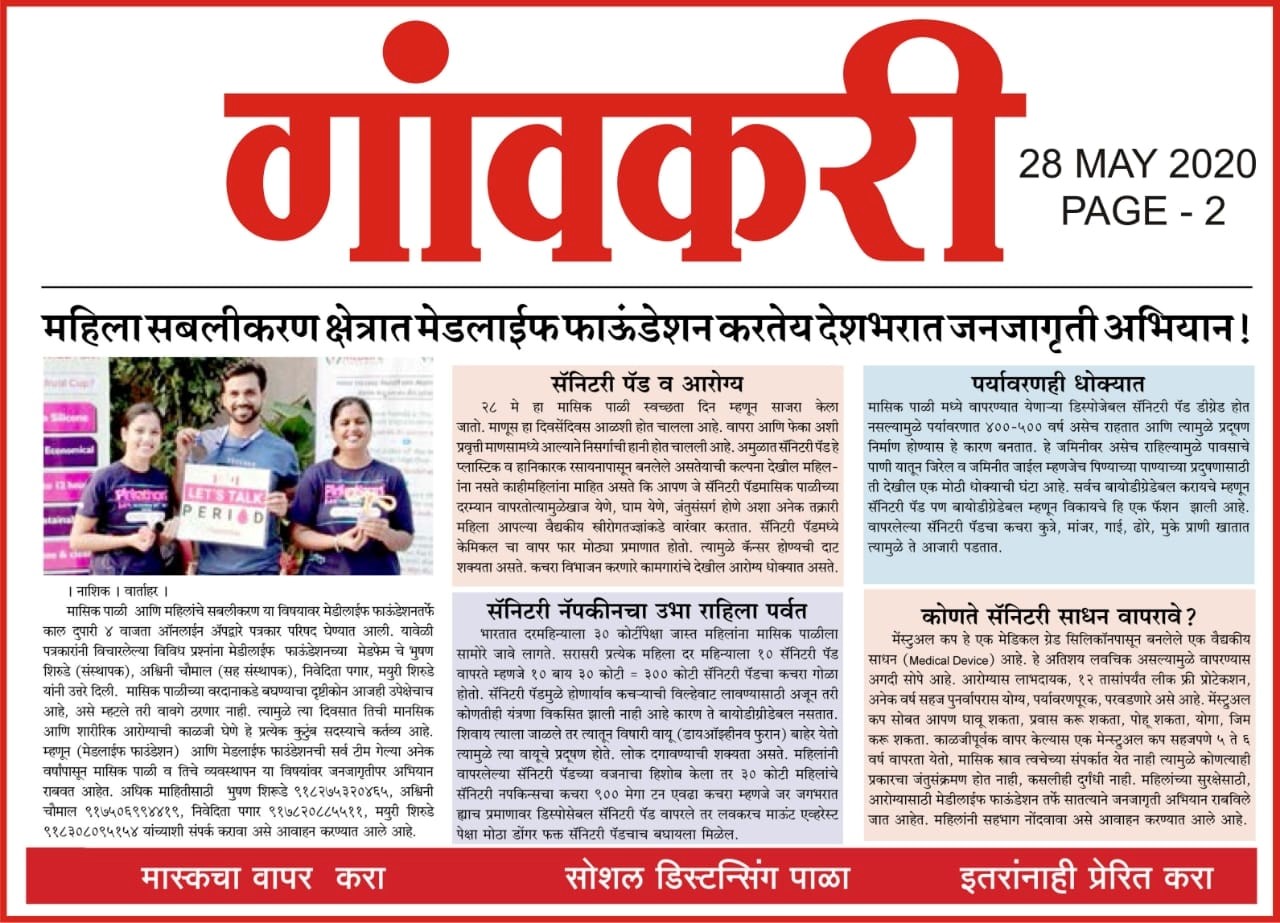 गांवकरी
28 MAY 2020
PAGE - 2
महिला सबलीकरण क्षेत्रात मेडलाईफ फाऊंडेशन करतेय देशभरात जनजागृती अभियान!
LET'S TALK
PERIOD
। नाशिक । वार्ताहर ।
मासिक पाळी आणि महिलांचे सबलीकरण या विषयावर मेडीलाईफ फाऊंडेशनतर्फे
काल दुपारी ४ वाजता ऑनलाईन ॲपद्वारे पत्रकार परिषद घेण्यात आली. यावेळी
पत्रकारांनी विचारलेल्या विविध प्रश्नांना मेडीलाईफ फाऊंडेशनच्या मेडफेम चे भुषण
शिरुडे (संस्थापक), अश्विनी चौमाल (सह संस्थापक), निवेदिता पगार, मयुरी शिरुडे
यांनी उत्तरे दिली. मासिक पाळीच्या वरदानाकडे बघण्याचा दृष्टीकोन आजही उपेक्षेचाच
आहे, असे म्हटले तरी वावगे ठरणार नाही. त्यामुळे त्या दिवसात तिची मानसिक
आणि शारीरिक आरोग्याची काळजी घेणे हे प्रत्येक कुटुंब सदस्याचे कर्तव्य आहे.
म्हणून (मेडलाईफ फाऊंडेशन) आणि मेडलाईफ फाऊंडेशनची सर्व टीम गेल्या अनेक
वर्षांपासून मासिक पाळी व तिचे व्यवस्थापन या विषयांवर जनजागृतीपर अभियान
राबवत आहेत. अधिक माहितीसाठी भुषण शिरूडे ९१८२७५३२०४६५, अश्विनी
चौमाल ९१७५०६९९४४१९, निवेदिता पगार ९१७८२०८८५५११, मयुरी शिरुडे
९१८३०८०९५१५४ यांच्याशी संपर्क करावा असे आवाहन करण्यात आले आहे.
सॅनिटरी पॅड व आरोग्य
२८ मे हा मासिक पाळी स्वच्छता दिन म्हणून साजरा केला
जातो. माणूस हा दिवसेंदिवस आळशी होत चालला आहे. वापरा आणि फेका अशी
प्रवृत्ती माणसामध्ये आल्याने निसर्गाची हानी होत चालली आहे. अमुळात सॅनिटरी पॅड हे
प्लास्टिक व हानिकारक रसायनापासून बनलेले असतेयाची कल्पना देखील महिल-
ांना नसते काहीमहिलांना माहित असते कि आपण जे सॅनिटरी पॅडमासिक पाळीच्या
दरम्यान वापरतोत्यामुळेखाज येणे, घाम येणे, जंतुसंसर्ग होणे अशा अनेक तक्रारी
महिला आपल्या वैद्यकीय स्त्रीरोगतज्ञांकडे वारंवार करतात. सॅनिटरी पॅडमध्ये
केमिकल चा वापर फार मोठ्या प्रमाणात होतो. त्यामुळे कॅन्सर होण्यची दाट
शक्यता असते. कचरा विभाजन करणारे कामगारांचे देखील आरोग्य धोक्यात असते.
सॅनिटरी नॅपकीनचा उभा राहिला पर्वत
भारतात दरमहिन्याला ३० कोटींपेक्षा जास्त महिलांना मासिक पाळीला
सामोरे जावे लागते. सरासरी प्रत्येक महिला दर महिन्याला १० सॅनिटरी पॅड
वापरते म्हणजे १० बाय ३० कोटी = ३०० कोटी सॅनिटरी पॅडचा कचरा गोळा
होतो. सॅनिटरी पॅडमुळे होणार्याव कचर्‍याची विल्हेवाट लावण्यासाठी अजून तरी
कोणतीही यंत्रणा विकसित झाली नाही आहे कारण ते बायोडीग्रीडेबल नसतात.
शिवाय त्याला जाळले तर त्यातून विषारी वायू (डायऑईहीनव फुरान) बाहेर येतो
त्यामुळे त्या वायूचे प्रदूषण होते. लोक दगावण्याची शक्यता असते. महिलांनी
वापरलेल्या सॅनिटरी पॅडच्या वजनाचा हिशोब केला तर ३० कोटी महिलांचे
सॅनिटरी नपकिन्सचा कचरा ९०० मेगा टन एवढा कचरा म्हणजे जर जगभरात
ह्याच प्रमाणावर डिस्पोसेबल सॅनिटरी पॅड वापरले तर लवकरच माऊंट एव्हरेस्ट
पेक्षा मोठा डोंगर फक्त सॅनिटरी पॅडचाच बघायला मिळेल.
पर्यावरणही धोक्यात
मासिक पाळी मध्ये वापरण्यात येणाऱ्या डिस्पोजेबल सॅनिटरी पॅड डीग्रेड होत
नसल्यामुळे पर्यावरणात ४००-५०० वर्ष असेच राहतात आणि त्यामुळे प्रदूषण
निर्माण होण्यास हे कारण बनतात. हे जमिनीवर असेच राहिल्यामुळे पावसाचे
पाणी यातून जिरेल व जमिनीत जाईल म्हणजेच पिण्याच्या पाण्याच्या प्रदुषणासाठी
ती देखील एक मोठी धोक्याची घंटा आहे. सर्वच बायोडीग्रेडेबल करायचे म्हणून
सॅनिटरी पॅड पण बायोडीग्रेडेबल म्हणून विकायचे हि एक फॅशन झाली आहे.
वापरलेल्या सॅनिटरी पॅडचा कचरा कुत्रे, मांजर, गाई, ढोरे, मुके प्राणी खातात
त्यामुळे ते आजारी पडतात.
कोणते सॅनिटरी साधन वापरावे?
मेंस्ट्रुअल कप हे एक मेडिकल ग्रेड सिलिकॉनपासून बनलेले एक वैद्यकीय
साधन (Medical Device) आहे. हे अतिशय लवचिक असल्यामुळे वापरण्यास
अगदी सोपे आहे. आरोग्यास लाभदायक, १२ तासांपर्यंत लीक फ्री प्रोटेकशन,
अनेक वर्ष सहज पुनर्वापरास योग्य, पर्यावरणपूरक, परवडणारे असे आहे. मेंस्ट्रुअल
कप सोबत आपण धावू शकता, प्रवास करू शकता, पोहू शकता, योगा, जिम
करू शकता. काळजीपूर्वक वापर केल्यास एक मेन्स्ट्रुअल कप सहजपणे ५ ते ६
वर्ष वापरता येतो, मासिक स्राव त्वचेच्या संपर्कात येत नाही त्यामुळे कोणत्याही
प्रकारचा जंतुसंक्रमण होत नाही, कसलीही दुर्गंधी नाही. महिलांच्या सुरक्षेसाठी,
आरोग्यासाठी मेडीलाईफ फाऊंडेशन तर्फे सातत्याने जनजागृती अभियान राबविले
जात आहेत. महिलांनी सहभाग नोंदवावा असे आवाहन करण्यात आले आहे.
मास्कचा वापर करा
सोशल डिस्टन्सिंग पाळा
इतरांनाही प्रेरित करा